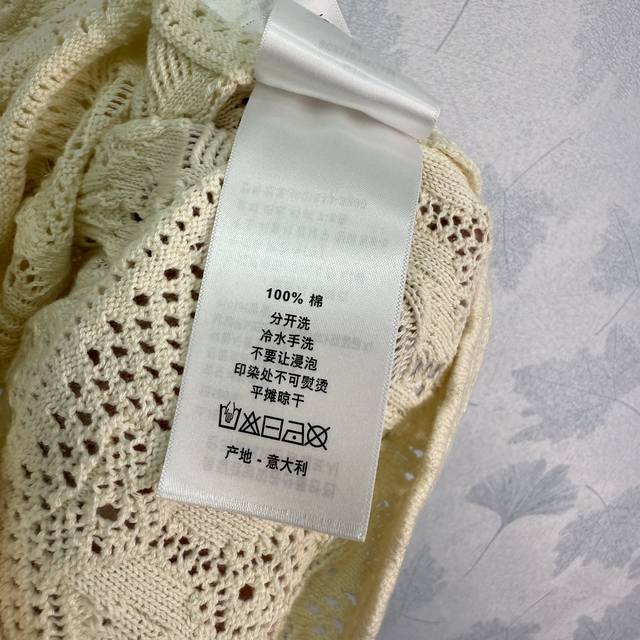 100% 棉
分开洗
冷水手洗
不要让浸泡
印染处不可熨烫
平摊晾干
产地 - 意大利